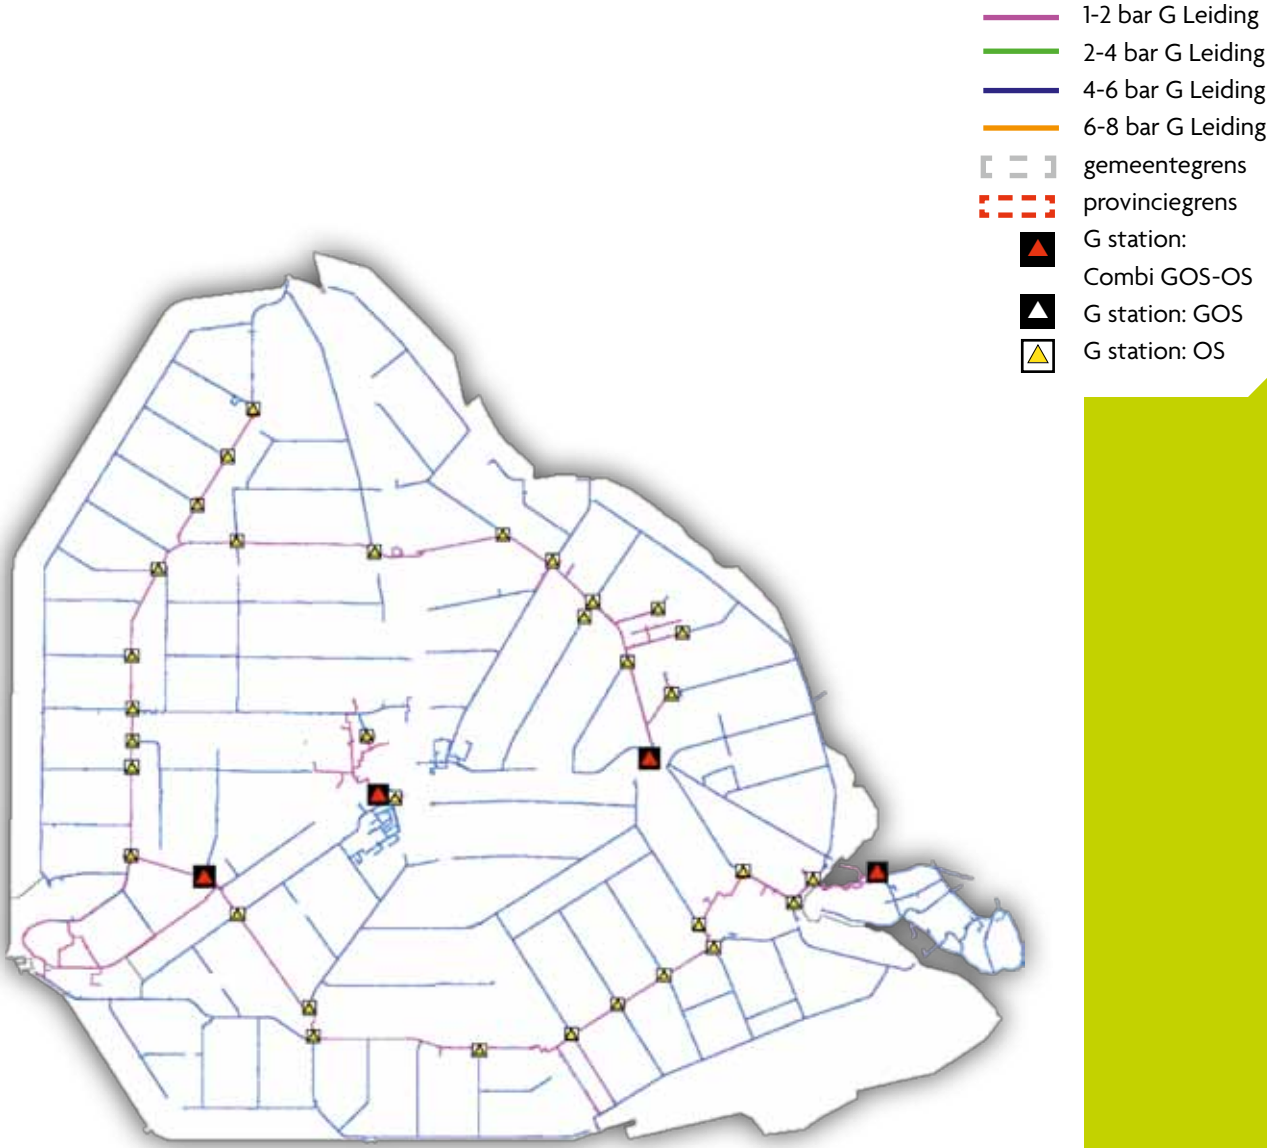 1-2 bar G Leiding
2-4 bar G Leiding
4-6 bar G Leiding
6-8 bar G Leiding
gemeentegrens
provinciegrens
G station:
Combi GOS-OS
G station: GOS
G station: OS